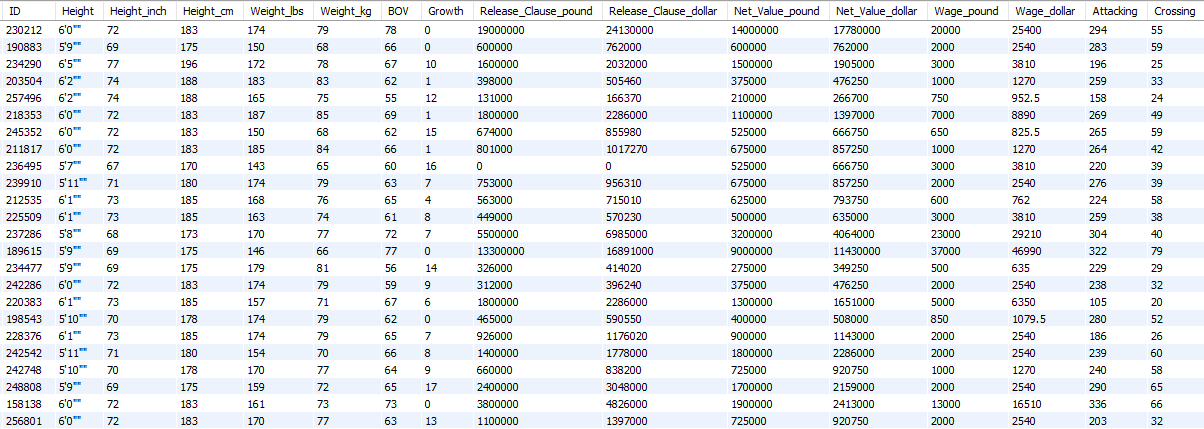 ID Height Height_inch Height_cm Weight_lbs Weight_kg BOV Growth Release_Clause_pound Release_Clause_dollar Net_Value_pound Net_Value_dollar Wage_pound Wage_dollar Attacking Crossing
230212 6'0"" 72 183 174 79 78 0 19000000 24130000 14000000 17780000 20000 25400 294 55
190883 5'9"" 69 175 150 68 66 0 600000 762000 600000 762000 2000 2540 283 59
234290 6'5"" 77 196 172 78 67 10 1600000 2032000 1500000 1905000 3000 3810 196 25
203504 6'2"" 74 188 183 83 62 1 398000 505460 375000 476250 1000 1270 259 33
257496 6'2"" 74 188 165 75 55 12 131000 166370 210000 266700 750 952.5 158 24
218353 6'0"" 72 183 187 85 69 1 1800000 2286000 1100000 1397000 7000 8890 269 49
245352 6'0"" 72 183 150 68 62 15 674000 855980 525000 666750 650 825.5 265 59
211817 6'0"" 72 183 185 84 66 1 801000 1017270 675000 857250 1000 1270 264 42
236495 5'7"" 67 170 143 65 60 16 0 0 525000 666750 3000 3810 220 39
239910 5'11"" 71 180 174 79 63 7 753000 956310 675000 857250 2000 2540 276 39
212535 6'1"" 73 185 168 76 65 4 563000 715010 625000 793750 600 762 224 58
225509 6'1"" 73 185 163 74 61 8 449000 570230 500000 635000 3000 3810 259 38
237286 5'8"" 68 173 170 77 72 7 5500000 6985000 3200000 4064000 23000 29210 304 40
189615 5'9"" 69 175 146 66 77 0 13300000 16891000 9000000 11430000 37000 46990 322 79
234477 5'9"" 69 175 179 81 56 14 326000 414020 275000 349250 500 635 229 29
242286 6'0"" 72 183 174 79 59 9 312000 396240 375000 476250 2000 2540 238 32
220383 6'1"" 73 185 157 71 67 6 1800000 2286000 1300000 1651000 5000 6350 105 20
198543 5'10"" 70 178 174 79 62 0 465000 590550 400000 508000 850 1079.5 280 52
228376 6'1"" 73 185 174 79 65 7 926000 1176020 900000 1143000 2000 2540 186 26
242542 5'11"" 71 180 154 70 66 8 1400000 1778000 1800000 2286000 2000 2540 239 60
242748 5'10"" 70 178 170 77 64 9 660000 838200 725000 920750 1000 1270 240 58
248808 5'9"" 69 175 159 72 65 17 2400000 3048000 1700000 2159000 2000 2540 290 65
158138 6'0"" 72 183 161 73 73 0 3800000 4826000 1900000 2413000 13000 16510 336 66
256801 6'0"" 72 183 170 77 63 13 1100000 1397000 725000 920750 2000 2540 203 32